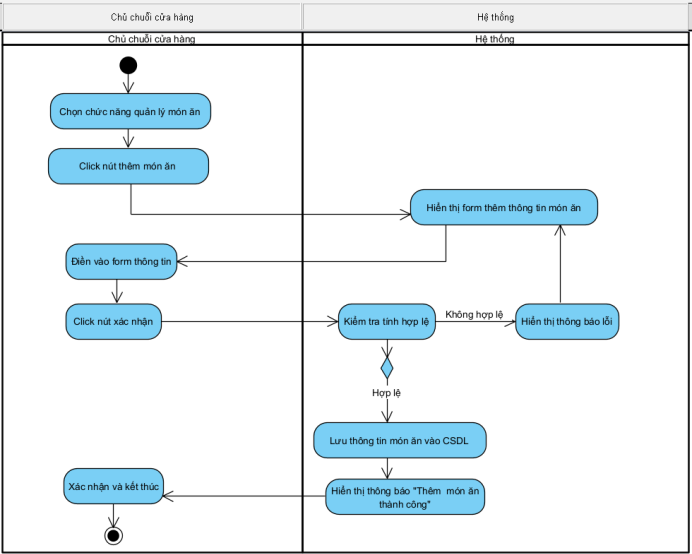 Chủ chuỗi cửa hàng
Hệ thống
Chủ chuỗi cửa hàng
Hệ thống
Chọn chức năng quản lý món ăn
Click nút thêm món ăn
Hiển thị form thêm thông tin món ăn
Điền vào form thông tin
Click nút xác nhận
Kiểm tra tính hợp lệ
Không hợp lệ
Hiển thị thông báo lỗi
Hợp lệ
Lưu thông tin món ăn vào CSDL
Xác nhận và kết thúc
Hiển thị thông báo "Thêm món ăn
thành công"